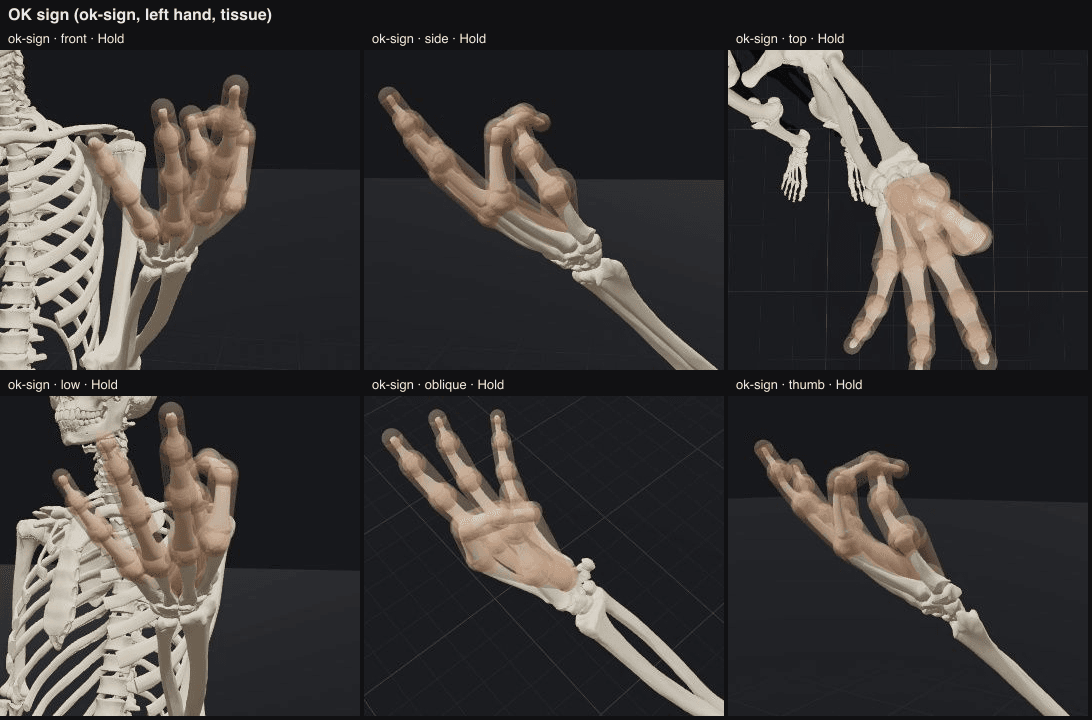 OK sign (ok-sign, left hand, tissue)
ok-sign · front · Hold
ok-sign · side · Hold
ok-sign · top · Hold
ok-sign · low · Hold
ok-sign · oblique · Hold
ok-sign · thumb · Hold